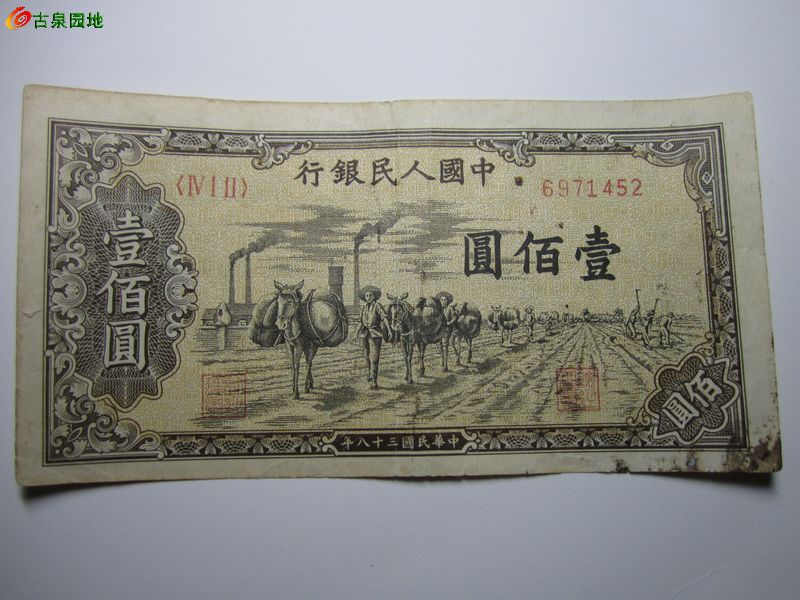 古泉园地
行銀民人國中
〈IV I II〉
6971452
圓佰壹
壹佰圓
佰圓
年八十三國民華中